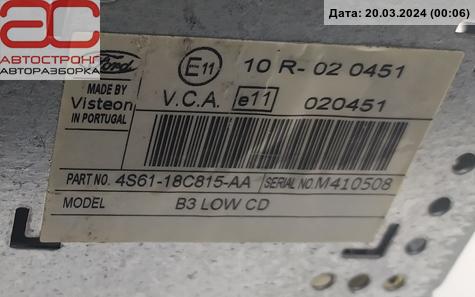 Дата: 20.03.2024 (00:06)
АВТОСТРОНГ
АВТОРАЗБОРКА
Ford
E11 10 R- 02 0451
MADE BY
Visteon
IN PORTUGAL
V.C.A. e11 020451
PART NO. 4S61-18C815-AA SERIAL NO. M410508
MODEL B3 LOW CD